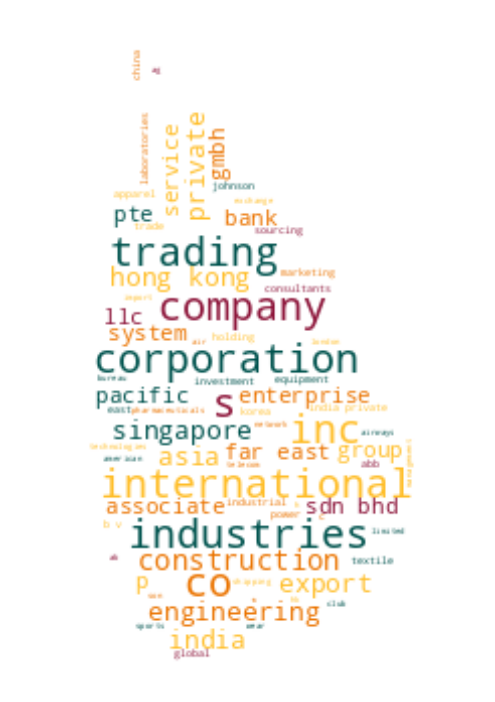 china
ag
laboratories
service
private
gmbh
johnson
apparel
exchange
pte
trade
bank
sourcing
trading
hong kong
marketing
consultants
import
company
llc
system
air
holding
london
corporation
bureau
investment
equipment
pacific
s
enterprise
east
pharmaceuticals
korea
india private
singapore
network
inc
airways
technologies
asia
far east
group
american
telecom
abb
management
international
associate
industrial
sdn bhd
b v
power
industries
limited
ab
construction
textile
p
co
shipping
export
engineering
club
sports
wear
india
global